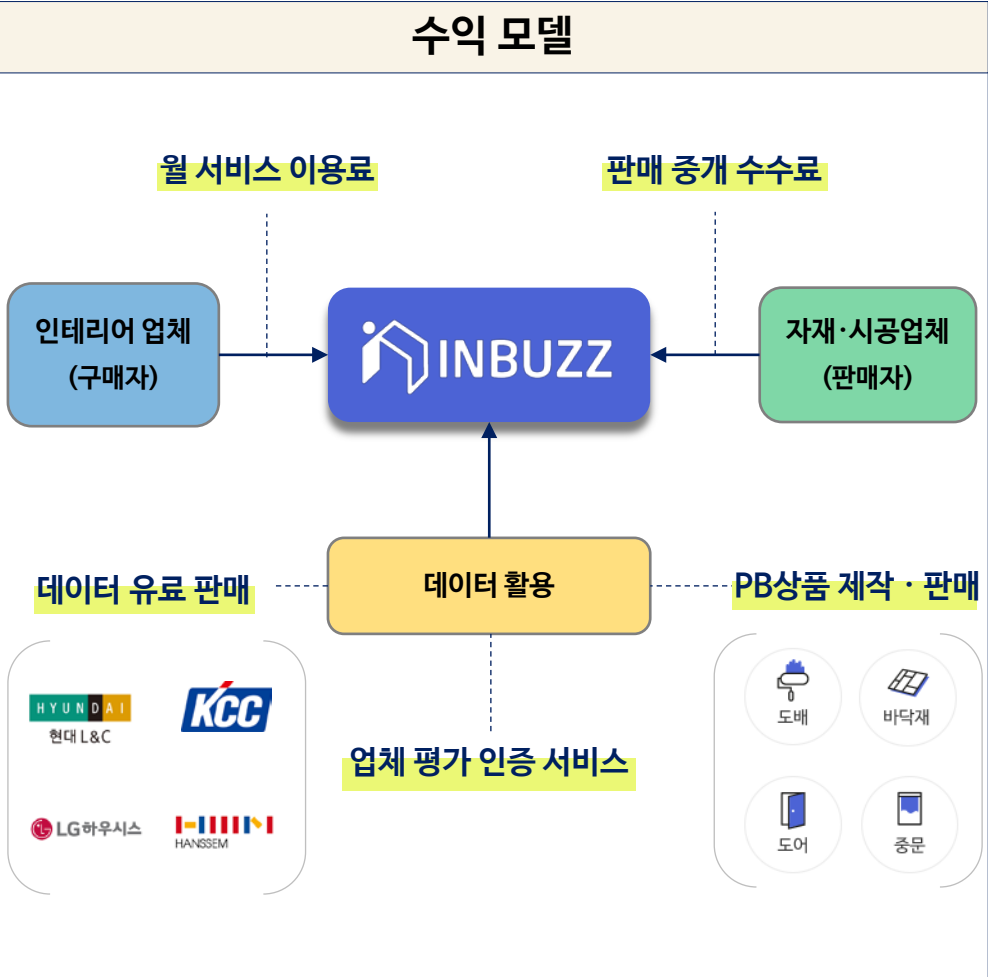 수익 모델
월 서비스 이용료
판매 중개 수수료
인테리어 업체
(구매자)
INBUZZ
자재·시공업체
(판매자)
데이터 활용
데이터 유료 판매
PB상품 제작 · 판매
HYUNDAI
현대 L&C
KCC
LG하우시스
HANSSEM
업체 평가 인증 서비스
도배
바닥재
도어
중문